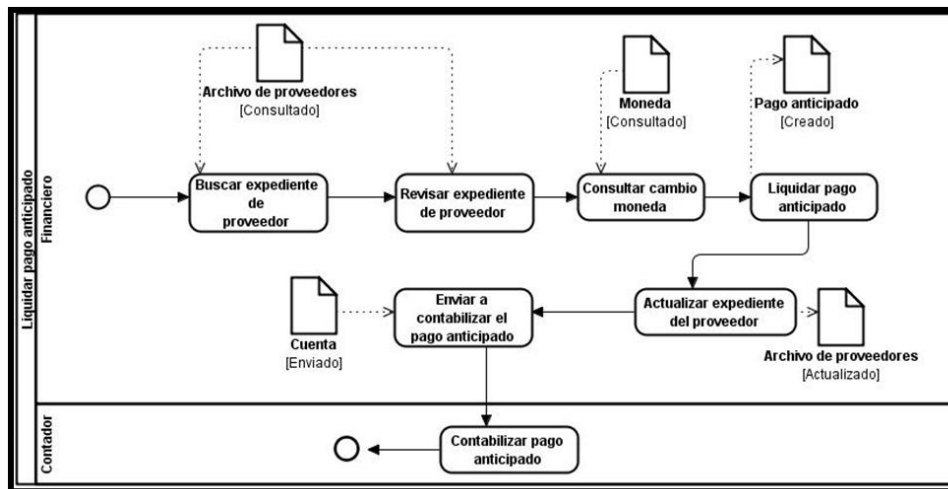 Liquidar pago anticipado
Financiero
Archivo de proveedores
[Consultado]
Moneda
[Consultado]
Pago anticipado
[Creado]
Buscar expediente
de
proveedor
Revisar expediente
de proveedor
Consultar cambio
moneda
Liquidar pago
anticipado
Cuenta
[Enviado]
Enviar a
contabilizar el
pago anticipado
Actualizar expediente
del proveedor
Archivo de proveedores
[Actualizado]
Contador
Contabilizar pago
anticipado